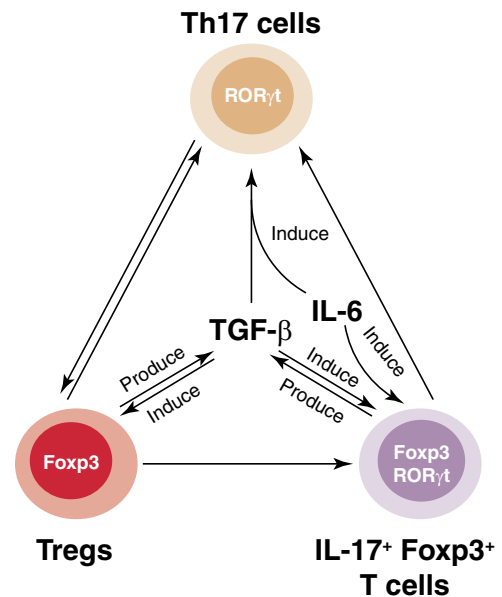 Th17 cells
RORγt
Induce
IL-6
TGF-β
Induce
Produce
Induce
Induce
Produce
Foxp3
Foxp3
RORγt
Tregs
IL-17⁺ Foxp3⁺
T cells